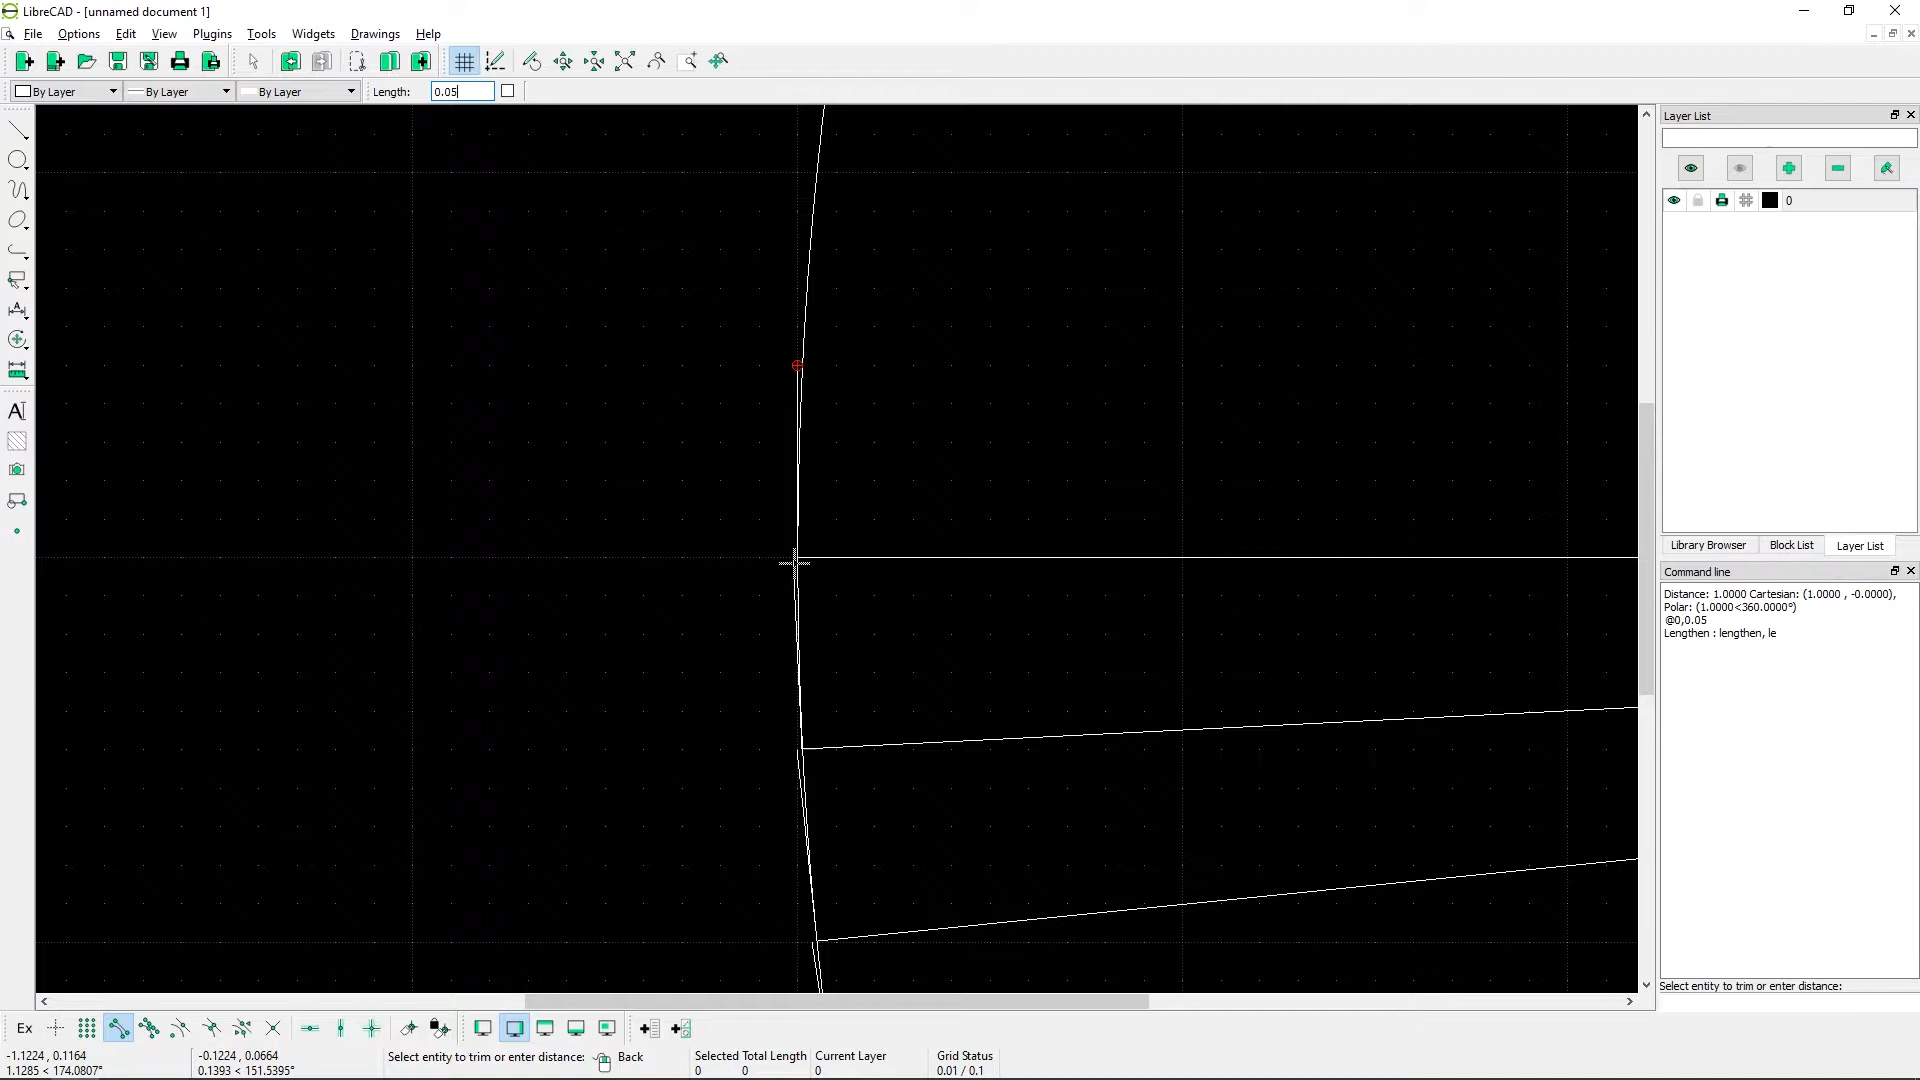 LibreCAD - [unnamed document 1]
File Options Edit View Plugins Tools Widgets Drawings Help
By Layer By Layer By Layer Length: 0.05
Layer List
0
Library Browser Block List Layer List
Command line
Distance: 1.0000 Cartesian: (1.0000 , -0.0000),
Polar: (1.0000<360.0000°)
@0,0.05
Lengthen : lengthen, le
Select entity to trim or enter distance:
Ex
-1.1224 , 0.1164 -0.1224 , 0.0664 Select entity to trim or enter distance: Back Selected Total Length Current Layer Grid Status
1.1285 < 174.0807° 0.1393 < 151.5395° 0 0 0 0.01 / 0.1